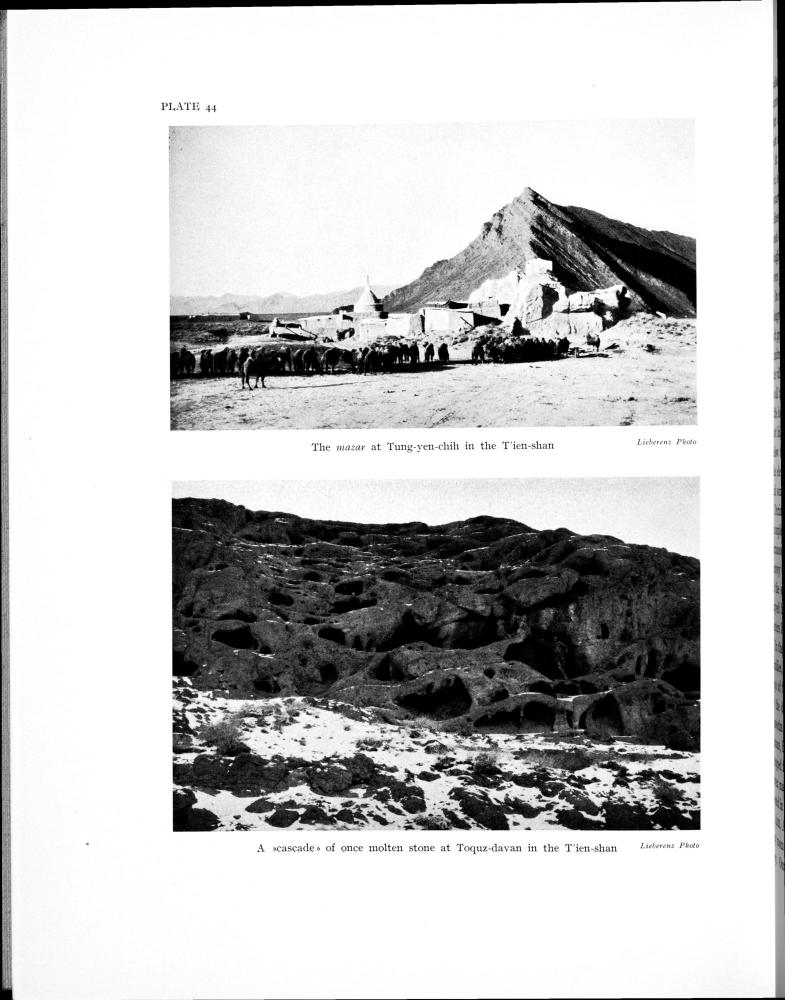 PLATE 44
The mazar at Tung-yen-chih in the T'ien-shan
Lieberenz Photo
A »cascade» of once molten stone at Toquz-davan in the T'ien-shan
Lieberenz Photo